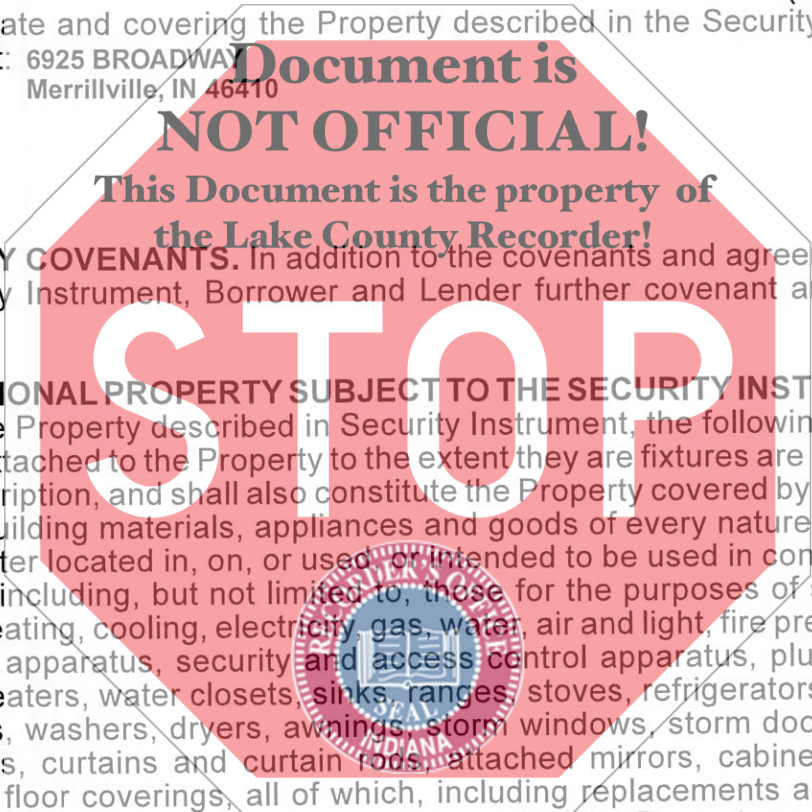 ate and covering the Property described in the Security
: 6925 BROADWAY
Merrillville, IN 46410
Document is
NOT OFFICIAL!
This Document is the property of
the Lake County Recorder!
Y COVENANTS. In addition to the covenants and agree
y Instrument, Borrower and Lender further covenant a
STOP
IONAL PROPERTY SUBJECT TO THE SECURITY INST
e Property described in Security Instrument, the followin
tached to the Property to the extent they are fixtures are
ription, and shall also constitute the Property covered by
uilding materials, appliances and goods of every nature
ter located in, on, or used, or intended to be used in con
including, but not limited to, those for the purposes of
eating, cooling, electricity, gas, water, air and light, fire pre
apparatus, security and access control apparatus, plu
eaters, water closets, sinks, ranges, stoves, refrigerators
s, washers, dryers, awnings, storm windows, storm doo
s, curtains and curtain rods, attached mirrors, cabine
floor coverings, all of which, including replacements a
RECORDER'S OFFICE
SEAL
INDIANA